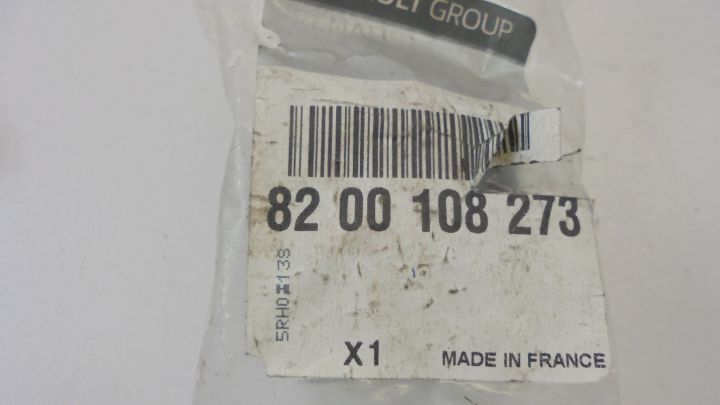 GROUP
82 00 108 273
X1
MADE IN FRANCE